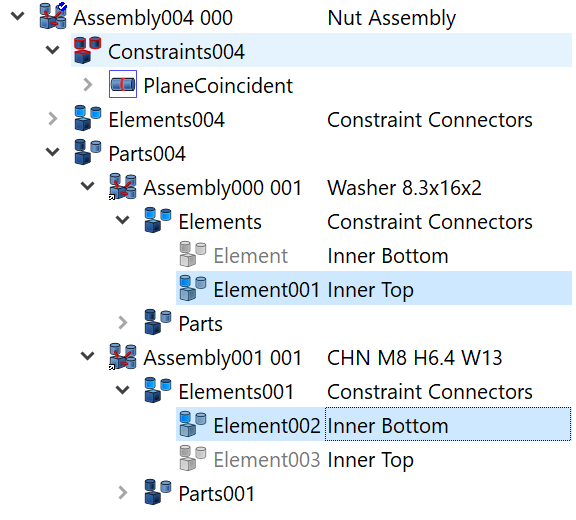 Assembly004 000 Nut Assembly
Constraints004
PlaneCoincident
Elements004 Constraint Connectors
Parts004
Assembly000 001 Washer 8.3x16x2
Elements Constraint Connectors
Element Inner Bottom
Element001 Inner Top
Parts
Assembly001 001 CHN M8 H6.4 W13
Elements001 Constraint Connectors
Element002 Inner Bottom
Element003 Inner Top
Parts001